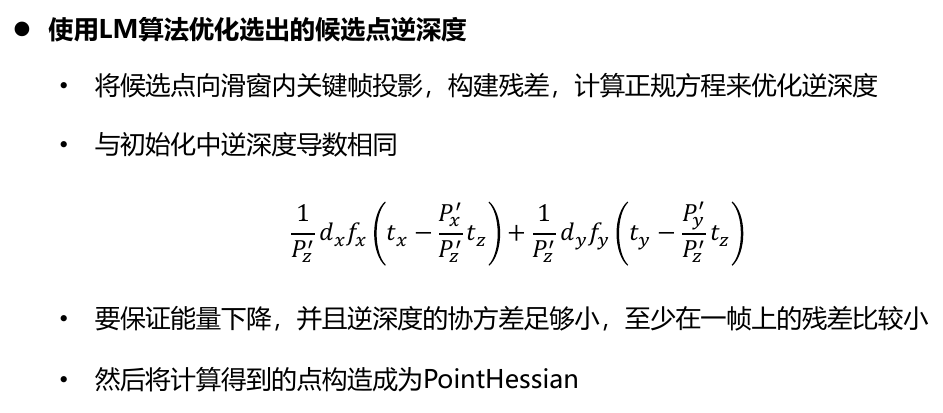 ● 使用LM算法优化选出的候选点逆深度
• 将候选点向滑窗内关键帧投影，构建残差，计算正规方程来优化逆深度
• 与初始化中逆深度导数相同
\frac{1}{P'_z} d_x f_x \left( t_x - \frac{P'_x}{P'_z} t_z \right) + \frac{1}{P'_z} d_y f_y \left( t_y - \frac{P'_y}{P'_z} t_z \right)
• 要保证能量下降，并且逆深度的协方差足够小，至少在一帧上的残差比较小
• 然后将计算得到的点构造成为PointHessian